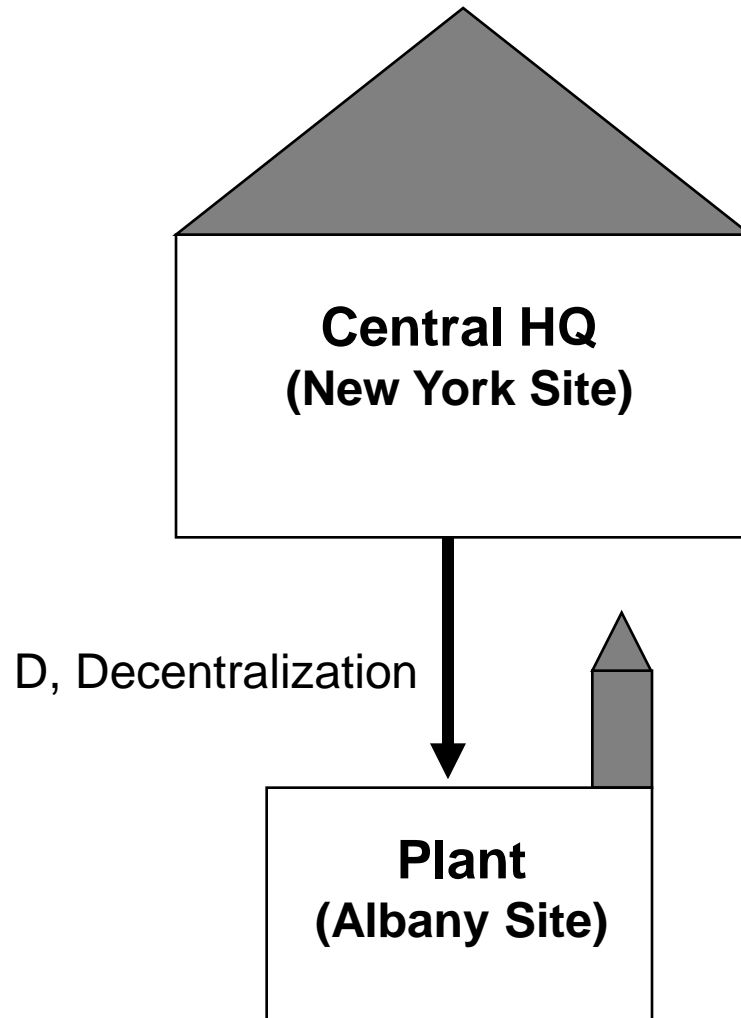 Central HQ
(New York Site)
D, Decentralization
Plant
(Albany Site)